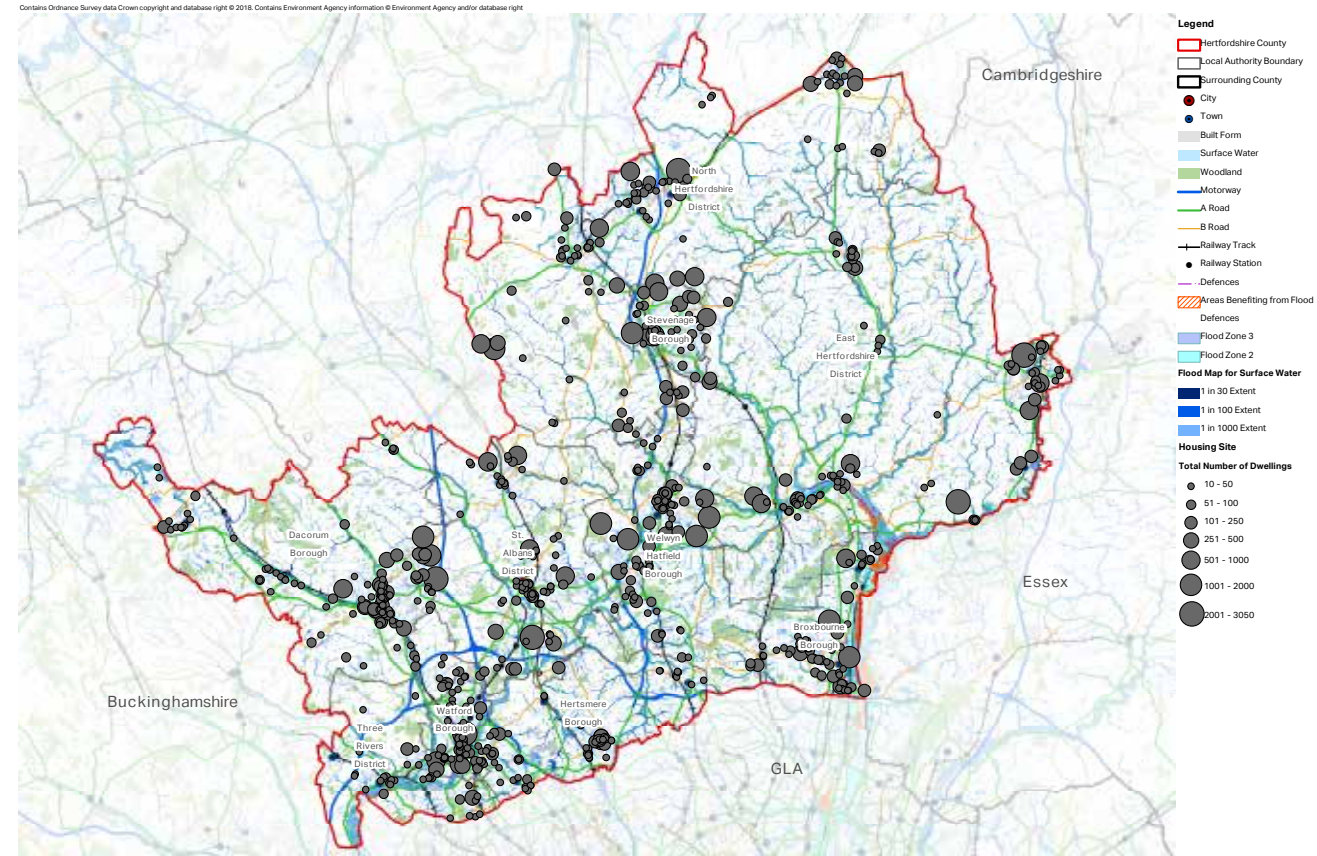 Contains Ordnance Survey data Crown copyright and database right © 2018. Contains Environment Agency information © Environment Agency and/or database right
Cambridgeshire
North
Hertfordshire
District
Stevenage
Borough
East
Hertfordshire
District
Dacorum
Borough
St.
Albans
District
Welwyn
Hatfield
Borough
Essex
Broxbourne
Borough
Buckinghamshire
Watford
Borough
Hertsmere
Borough
Three
Rivers
District
GLA
Legend
Hertfordshire County
Local Authority Boundary
Surrounding County
City
Town
Built Form
Surface Water
Woodland
Motorway
A Road
B Road
Railway Track
Railway Station
Defences
Areas Benefiting from Flood
Defences
Flood Zone 3
Flood Zone 2
Flood Map for Surface Water
1 in 30 Extent
1 in 100 Extent
1 in 1000 Extent
Housing Site
Total Number of Dwellings
10 - 50
51 - 100
101 - 250
251 - 500
501 - 1000
1001 - 2000
2001 - 3050